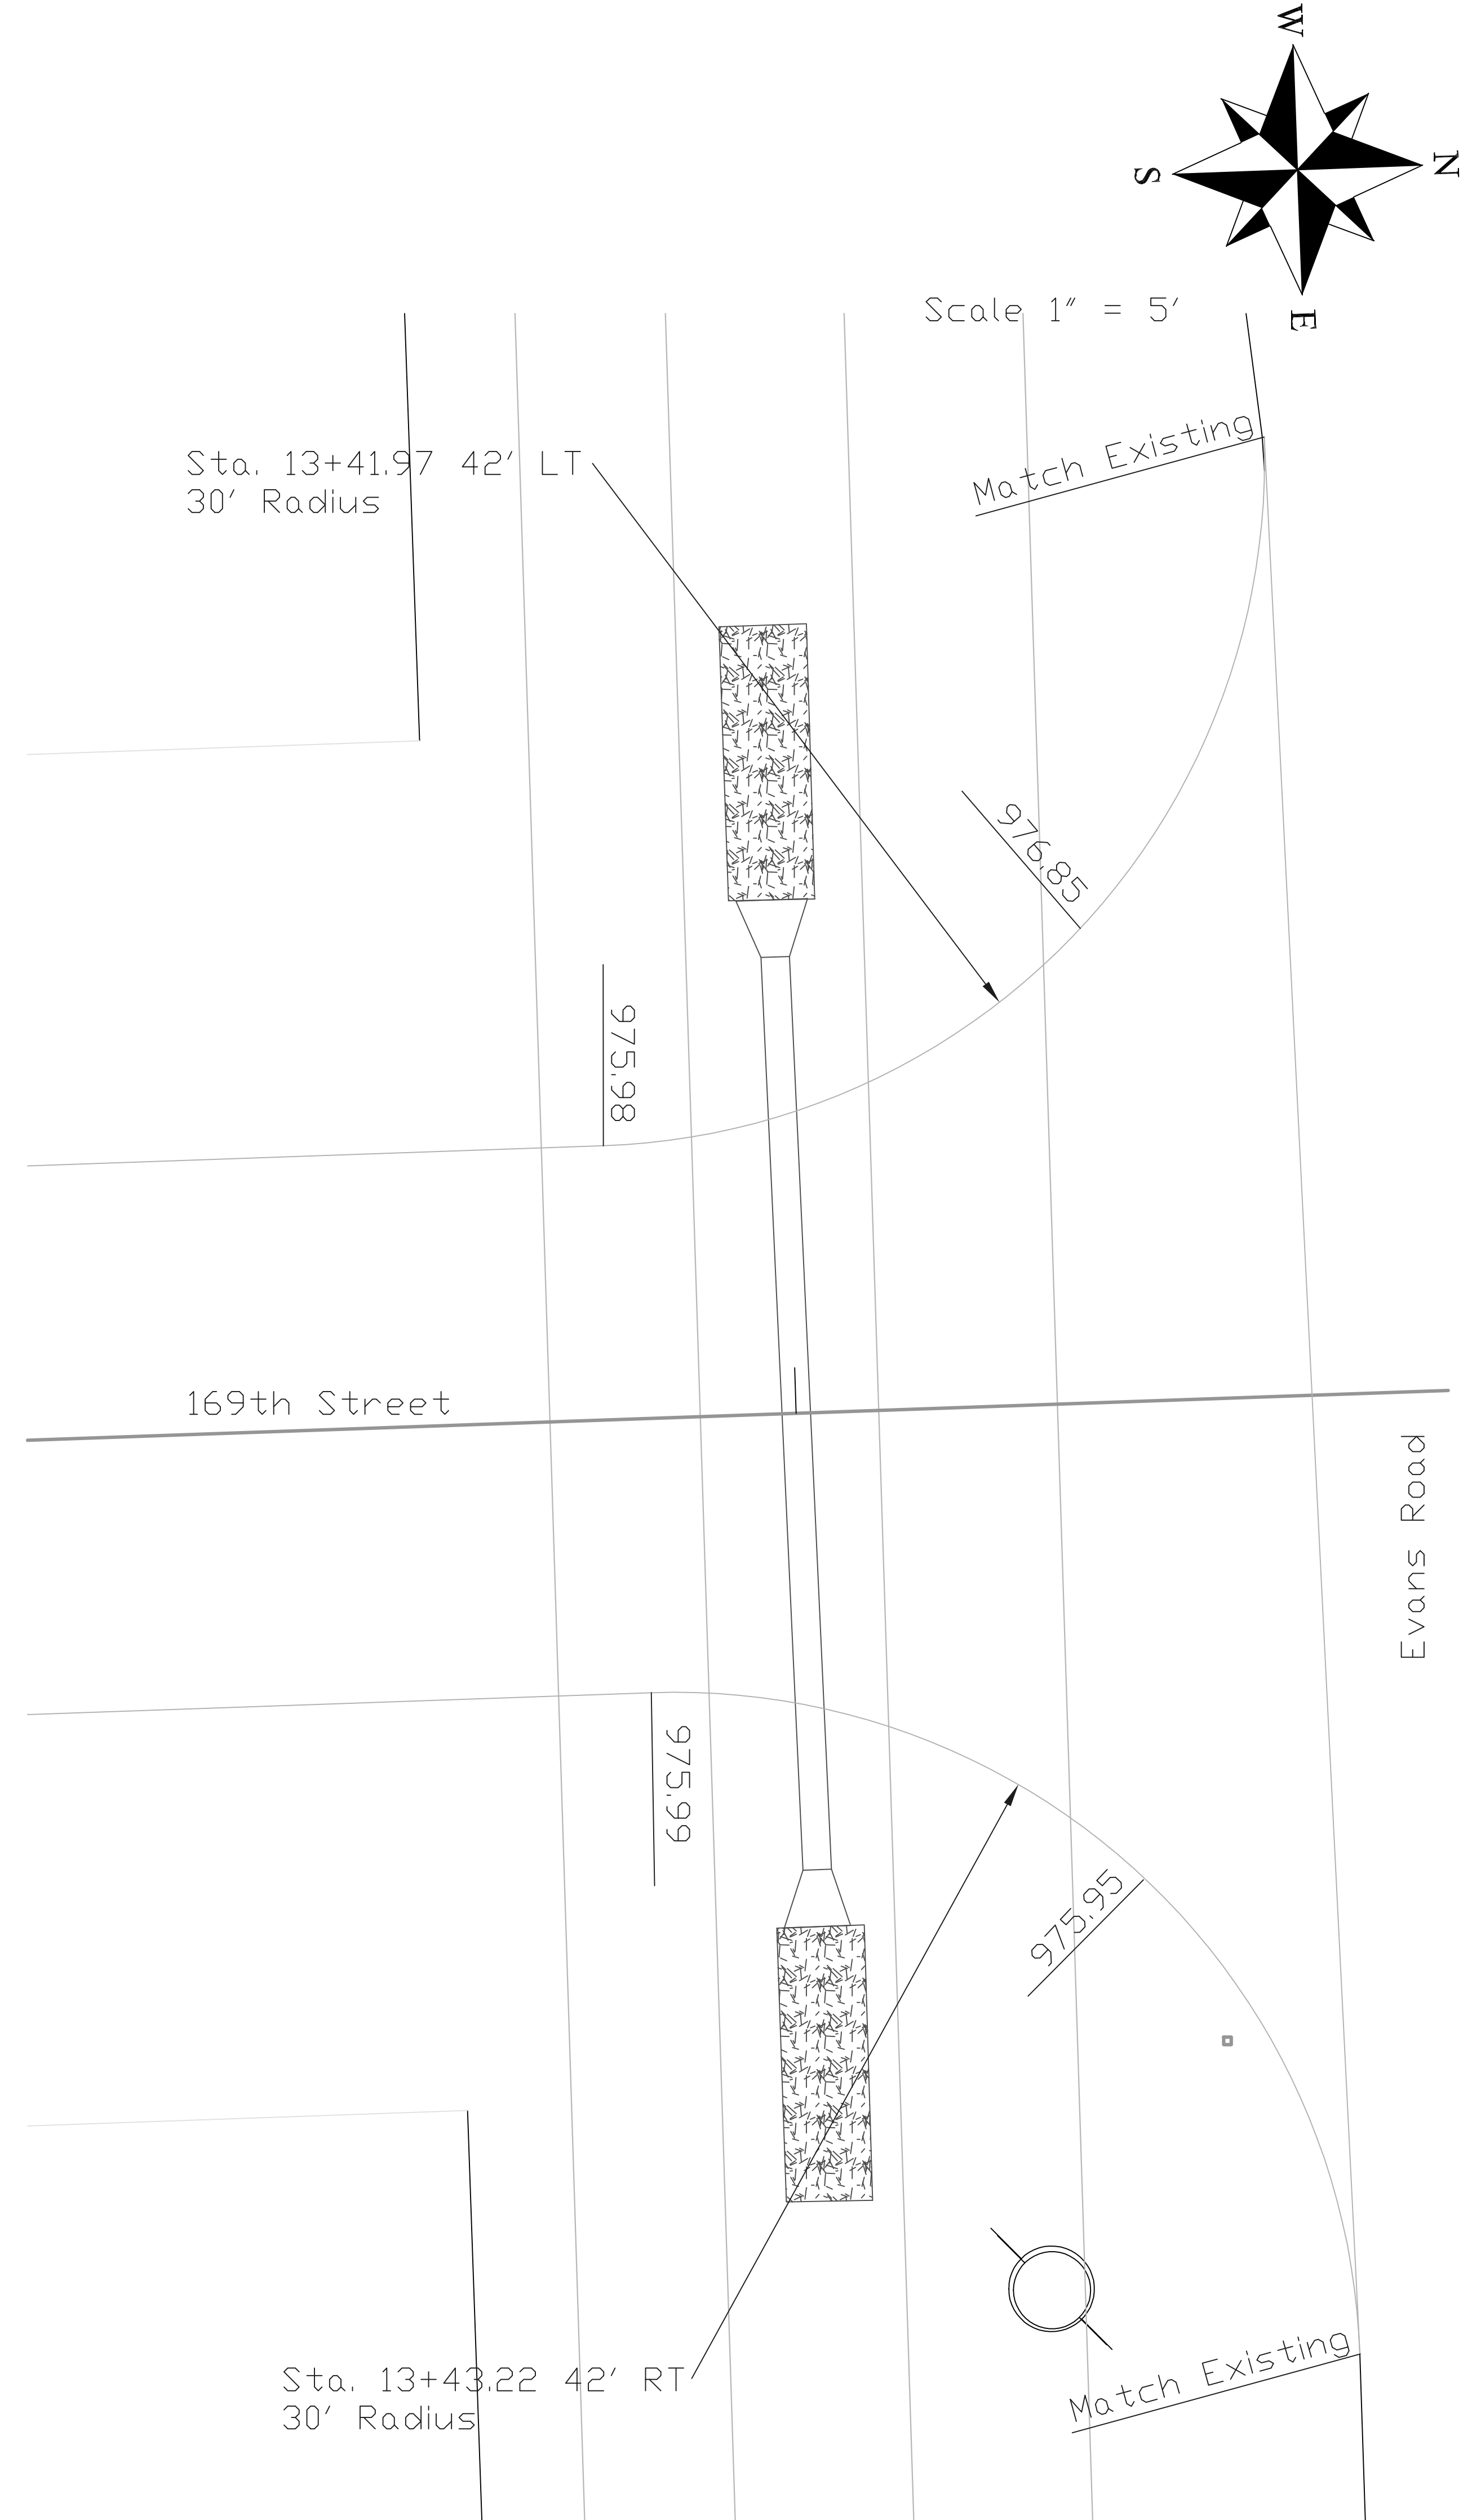 W
N
S
E
Scale 1" = 5'
Match Existing
Sta. 13+41.97 42' LT
30' Radius
976.85
975.98
169th Street
Evans Road
975.99
975.95
Match Existing
Sta. 13+43.22 42' RT
30' Radius